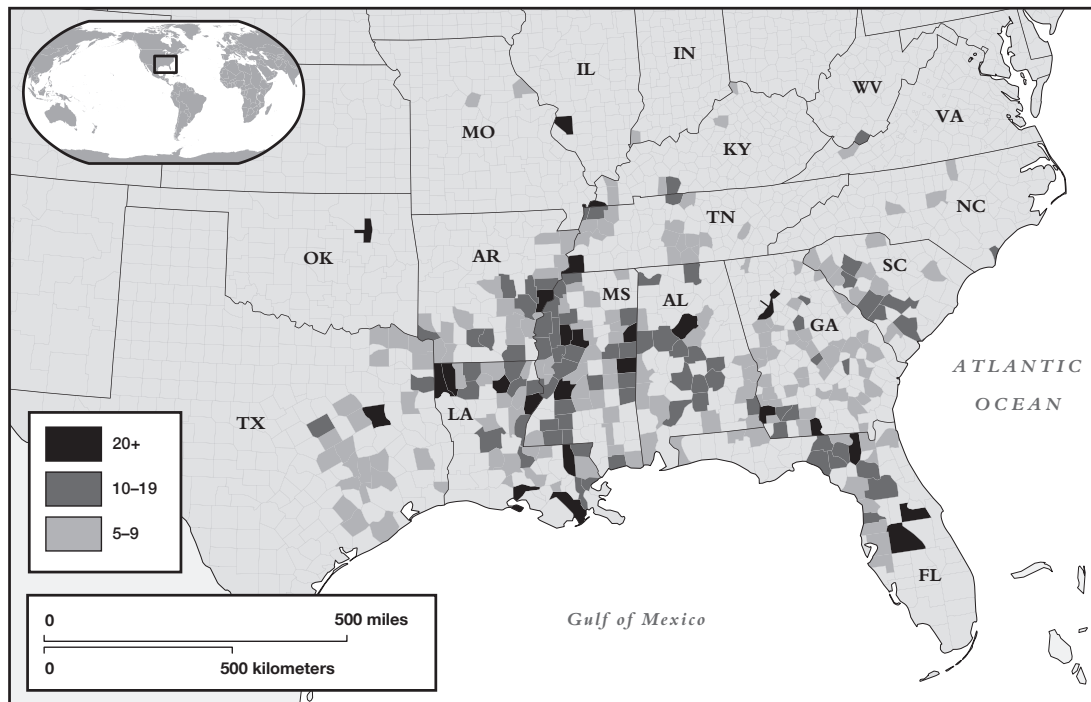 IL
IN
WV
MO
VA
KY
NC
TN
OK
AR
SC
MS
AL
GA
ATLANTIC
OCEAN
TX
LA
20+
10–19
5–9
FL
0
500 miles
Gulf of Mexico
0
500 kilometers